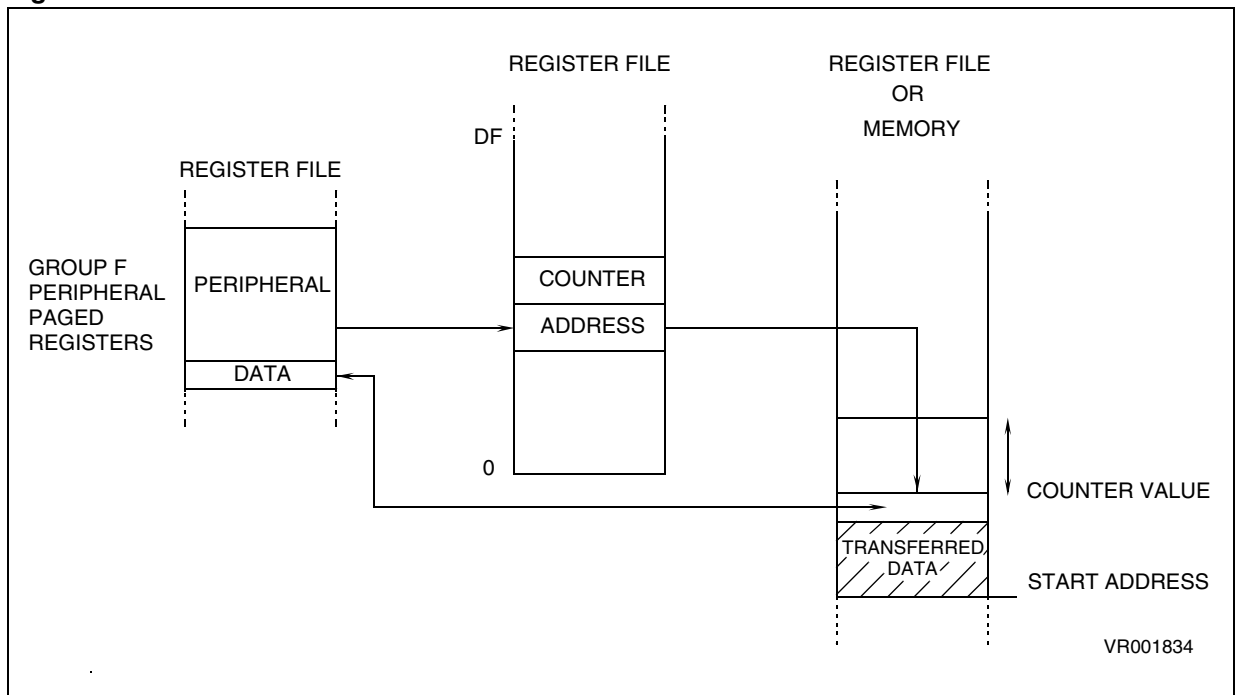 REGISTER FILE
REGISTER FILE
OR
MEMORY
DF
REGISTER FILE
GROUP F
PERIPHERAL
PAGED
REGISTERS
PERIPHERAL
COUNTER
ADDRESS
DATA
0
COUNTER VALUE
TRANSFERRED
DATA
START ADDRESS
VR001834